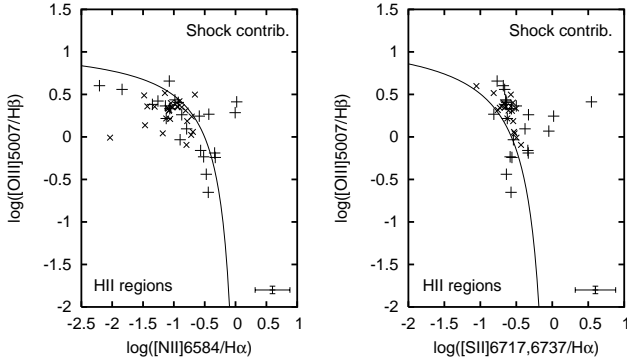 1.5
1
0.5
0
-0.5
-1
-1.5
-2
-2.5 -2 -1.5 -1 -0.5 0 0.5 1
log([OIII]5007/Hβ)
log([NII]6584/Hα)
Shock contrib.
HII regions
1.5
1
0.5
0
-0.5
-1
-1.5
-2
-2 -1.5 -1 -0.5 0 0.5 1
log([OIII]5007/Hβ)
log([SII]6717,6737/Hα)
Shock contrib.
HII regions